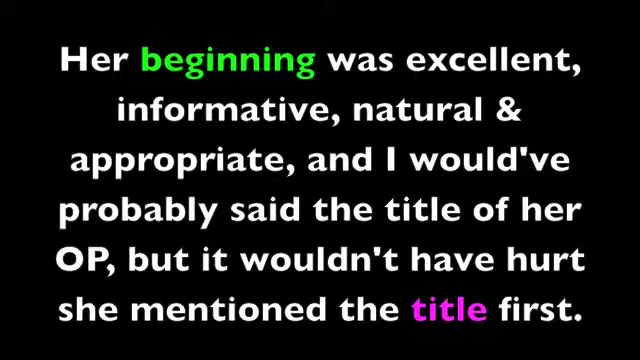 Her beginning was excellent,
informative, natural &
appropriate, and I would've
probably said the title of her
OP, but it wouldn't have hurt
she mentioned the title first.